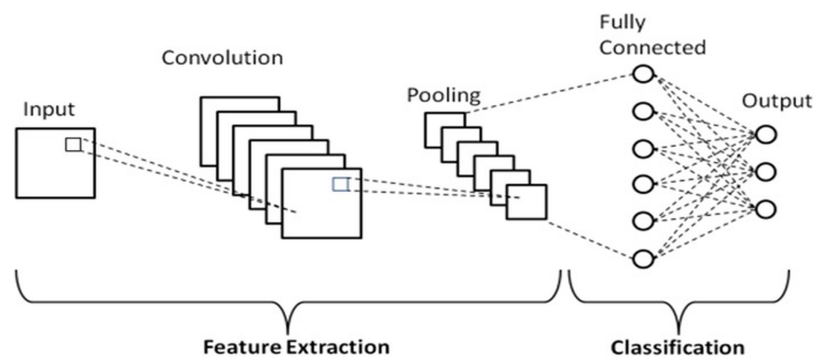 Input
Convolution
Pooling
Fully
Connected
Output
Feature Extraction
Classification